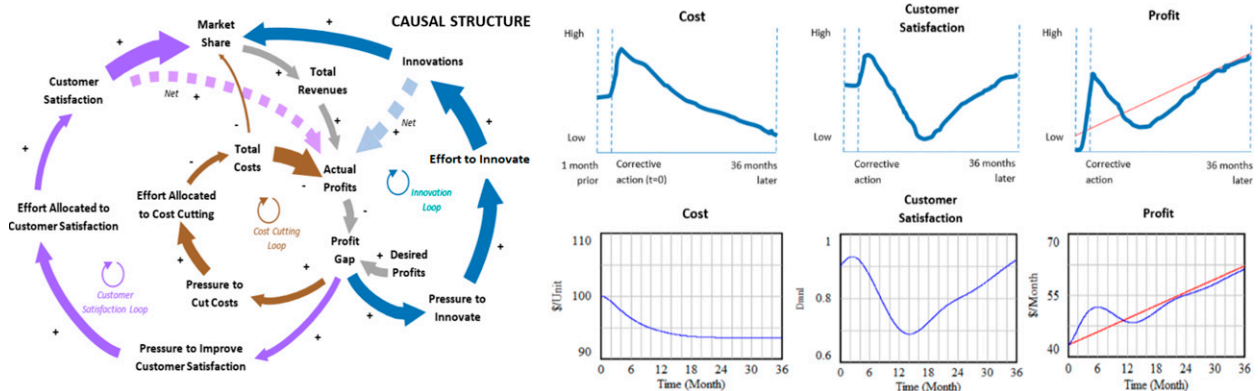 CAUSAL STRUCTURE
Market
Share
+
+
+
Total
Revenues
Innovations
Customer
Satisfaction
Net
+
+
Net
+
-
-
Total
Costs
-
Actual
Profits
+
Effort to Innovate
+
Innovation
Loop
Effort Allocated to
Customer Satisfaction
Effort Allocated
to Cost Cutting
Cost Cutting
Loop
-
Profit
Gap
+
Desired
Profits
+
Customer
Satisfaction Loop
+
Pressure to
Cut Costs
+
+
+
Pressure to
Innovate
+
+
Pressure to Improve
Customer Satisfaction
Cost
High
Low
1 month
prior
Corrective
action (t=0)
36 months
later
Customer
Satisfaction
High
Low
Corrective
action
36 months
later
Profit
High
Low
Corrective
action
36 months
later
Cost
110
100
90
$/Unit
0 6 12 18 24 30 36
Time (Month)
Customer
Satisfaction
1
0.8
0.6
Dmnl
0 6 12 18 24 30 36
Time (Month)
Profit
70
55
40
$/Month
0 6 12 18 24 30 36
Time (Month)